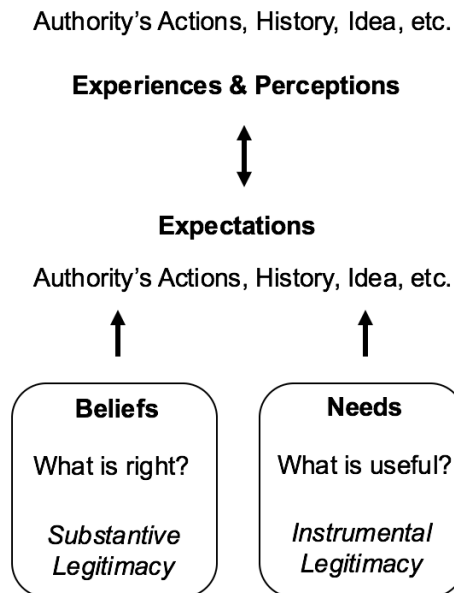 Authority's Actions, History, Idea, etc.
Experiences & Perceptions
Expectations
Authority's Actions, History, Idea, etc.
Beliefs
What is right?
Substantive
Legitimacy
Needs
What is useful?
Instrumental
Legitimacy